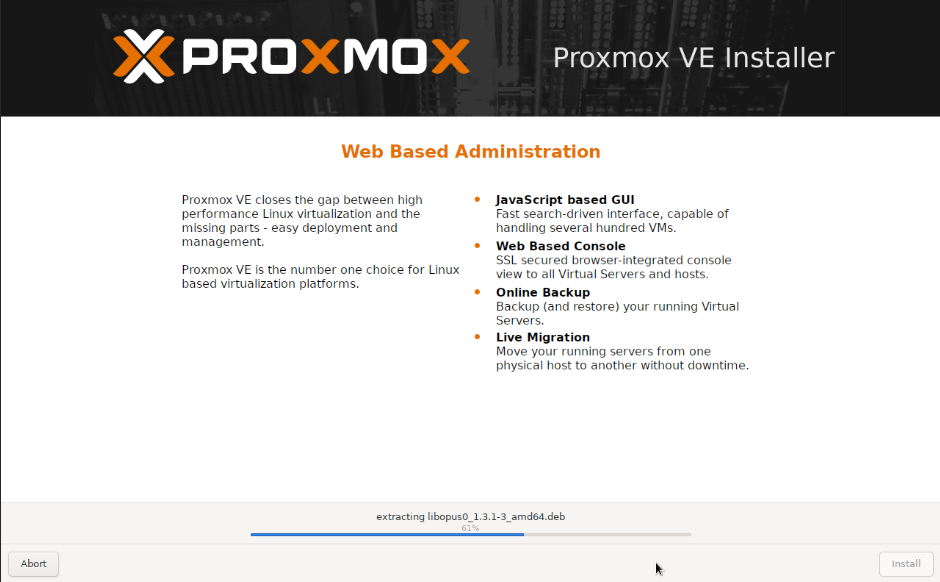 PROXMOX
Proxmox VE Installer
Web Based Administration
Proxmox VE closes the gap between high
performance Linux virtualization and the
missing parts - easy deployment and
management.
Proxmox VE is the number one choice for Linux
based virtualization platforms.
JavaScript based GUI
Fast search-driven interface, capable of
handling several hundred VMs.
Web Based Console
SSL secured browser-integrated console
view to all Virtual Servers and hosts.
Online Backup
Backup (and restore) your running Virtual
Servers.
Live Migration
Move your running servers from one
physical host to another without downtime.
extracting libopus0_1.3.1-3_amd64.deb
61%
Abort
Install